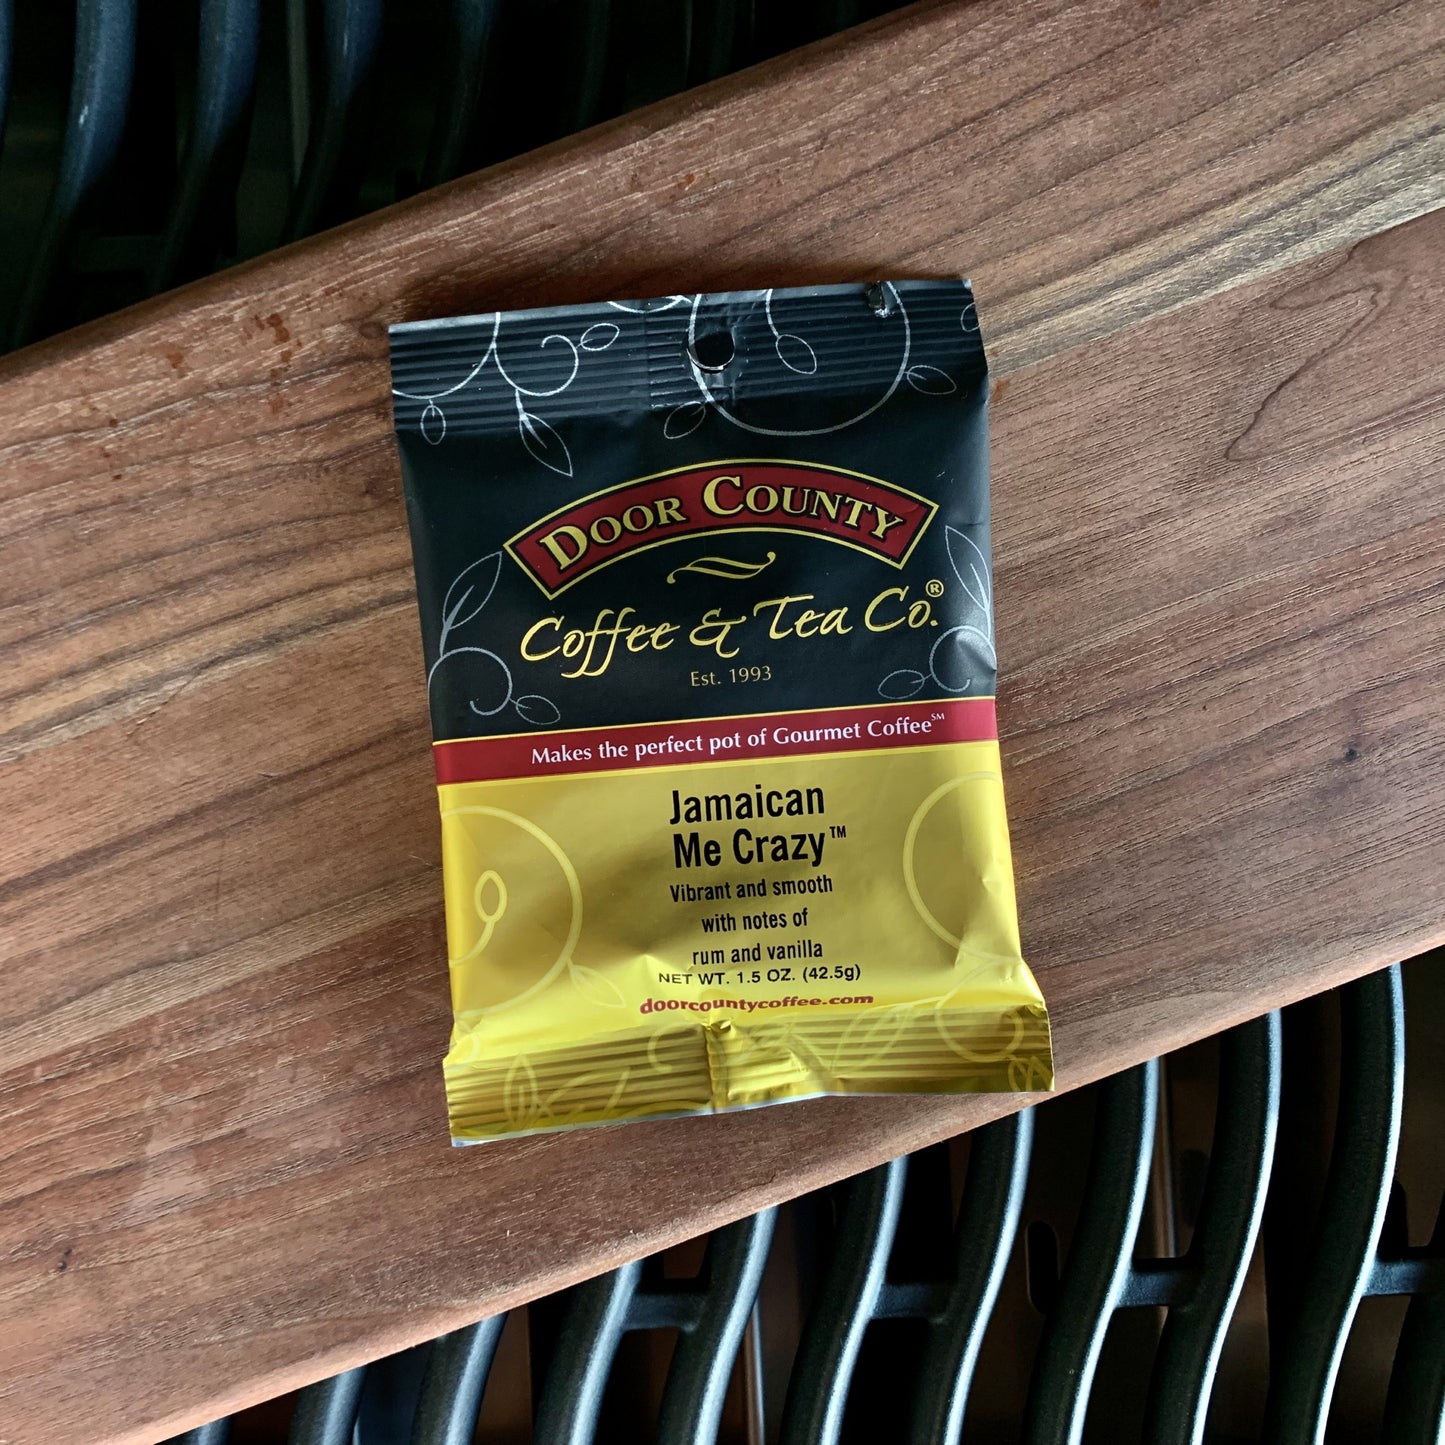 DOOR COUNTY
Coffee & Tea Co.®
Est. 1993
Makes the perfect pot of Gourmet Coffee℠
Jamaican
Me Crazy™
Vibrant and smooth
with notes of
rum and vanilla
NET WT. 1.5 OZ. (42.5g)
doorcountycoffee.com